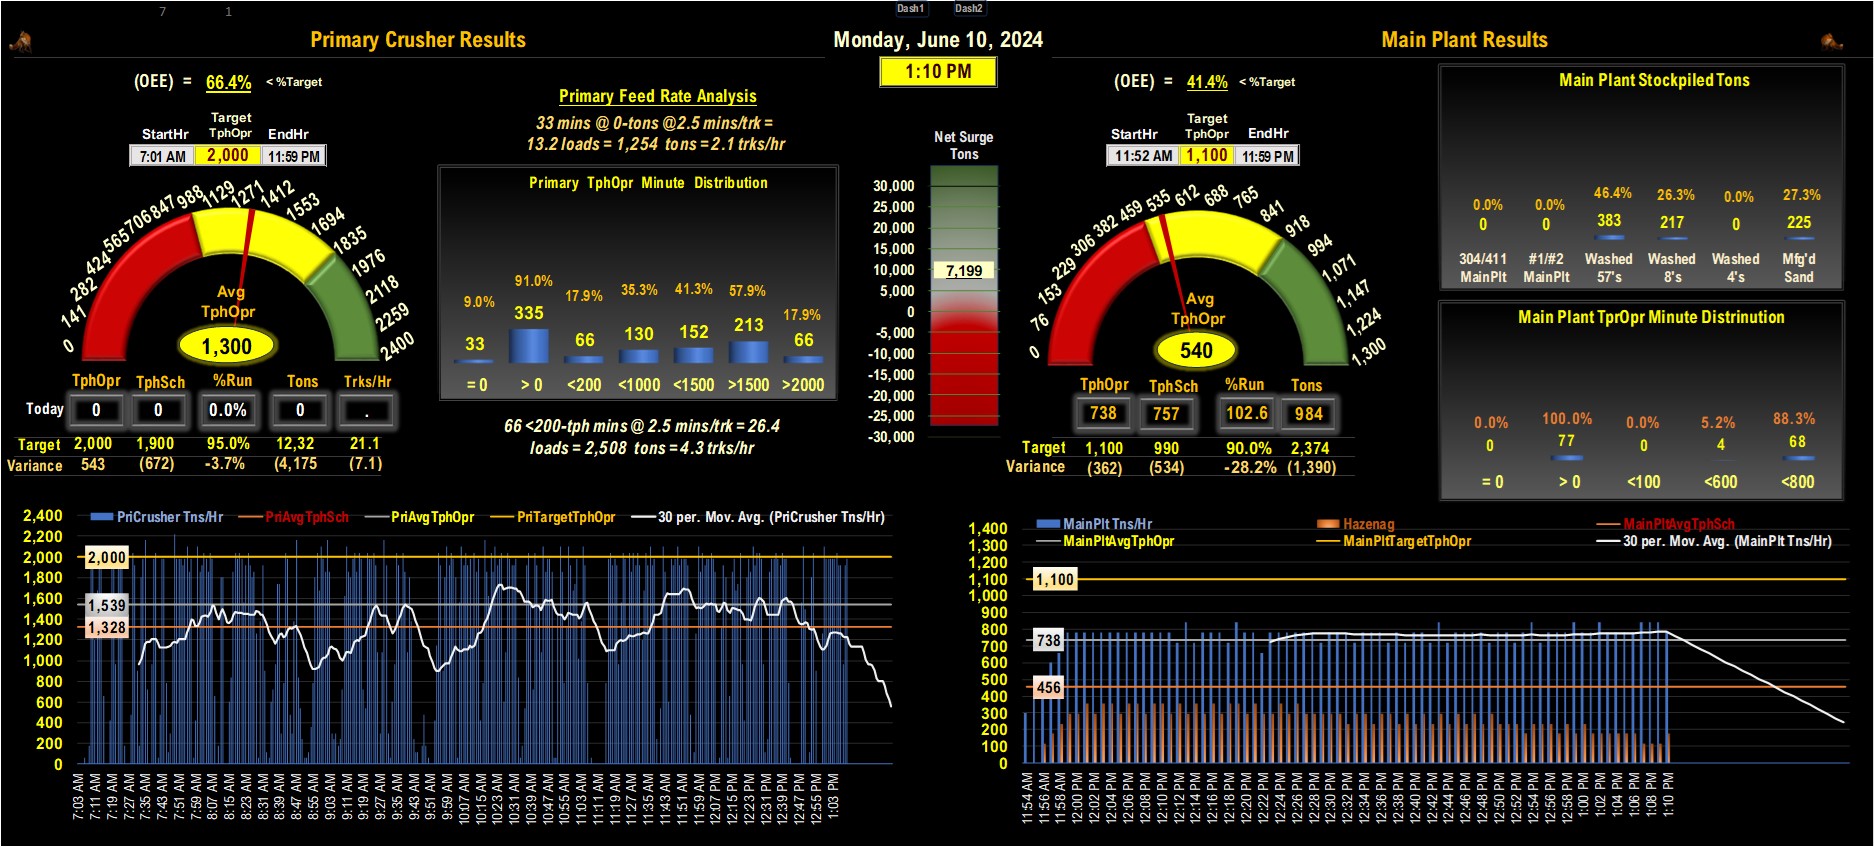 7 1
Dash1 Dash2
Primary Crusher Results
Monday, June 10, 2024
Main Plant Results
1:10 PM
(OEE) = 66.4% < %Target
Target
StartHr TphOpr EndHr
7:01 AM 2,000 11:59 PM
0 141 282 424 565 706 847 988 1129 1271 1412 1553 1694 1835 1976 2118 2259 2400
Avg
TphOpr
1,300
TphOpr TphSch %Run Tons Trks/Hr
Today 0 0 0.0% 0 .
Target 2,000 1,900 95.0% 12,32 21.1
Variance 543 (672) -3.7% (4,175 (7.1)
Primary Feed Rate Analysis
33 mins @ 0-tons @2.5 mins/trk =
13.2 loads = 1,254 tons = 2.1 trks/hr
Primary TphOpr Minute Distribution
9.0% 91.0% 17.9% 35.3% 41.3% 57.9% 17.9%
33 335 66 130 152 213 66
= 0 > 0 <200 <1000 <1500 >1500 >2000
66 <200-tph mins @ 2.5 mins/trk = 26.4
loads = 2,508 tons = 4.3 trks/hr
Net Surge
Tons
30,000
25,000
20,000
15,000
10,000
7,199
5,000
0
-5,000
-10,000
-15,000
-20,000
-25,000
-30,000
(OEE) = 41.4% < %Target
Target
StartHr TphOpr EndHr
11:52 AM 1,100 11:59 PM
0 76 153 229 306 382 459 535 612 688 765 841 918 994 1,071 1,147 1,224 1,300
Avg
TphOpr
540
TphOpr TphSch %Run Tons
738 757 102.6 984
Target 1,100 990 90.0% 2,374
Variance (362) (534) -28.2% (1,390)
Main Plant Stockpiled Tons
0.0% 0.0% 46.4% 26.3% 0.0% 27.3%
0 0 383 217 0 225
304/411 #1/#2 Washed Washed Washed Mfg'd
MainPlt MainPlt 57's 8's 4's Sand
Main Plant TprOpr Minute Distrinution
0.0% 100.0% 0.0% 5.2% 88.3%
0 77 0 4 68
= 0 > 0 <100 <600 <800
PriCrusher Tns/Hr PriAvgTphSch PriAvgTphOpr PriTargetTphOpr 30 per. Mov. Avg. (PriCrusher Tns/Hr)
2,400
2,200
2,000
1,800
1,600
1,400
1,200
1,000
800
600
400
200
0
2,000
1,539
1,328
7:03 AM 7:11 AM 7:19 AM 7:27 AM 7:35 AM 7:43 AM 7:51 AM 7:59 AM 8:07 AM 8:15 AM 8:23 AM 8:31 AM 8:39 AM 8:47 AM 8:55 AM 9:03 AM 9:11 AM 9:19 AM 9:27 AM 9:35 AM 9:43 AM 9:51 AM 9:59 AM 10:07 AM 10:15 AM 10:23 AM 10:31 AM 10:39 AM 10:47 AM 10:55 AM 11:03 AM 11:11 AM 11:19 AM 11:27 AM 11:35 AM 11:43 AM 11:51 AM 11:59 AM 12:07 PM 12:15 PM 12:23 PM 12:31 PM 12:39 PM 12:47 PM 12:55 PM 1:03 PM
MainPlt Tns/Hr Hazenag MainPltAvgTphSch
MainPltAvgTphOpr MainPltTargetTphOpr 30 per. Mov. Avg. (MainPlt Tns/Hr)
1,400
1,300
1,200
1,100
1,000
900
800
700
600
500
400
300
200
100
0
1,100
738
456
11:54 AM 11:56 AM 11:58 AM 12:00 PM 12:02 PM 12:04 PM 12:06 PM 12:08 PM 12:10 PM 12:12 PM 12:14 PM 12:16 PM 12:18 PM 12:20 PM 12:22 PM 12:24 PM 12:26 PM 12:28 PM 12:30 PM 12:32 PM 12:34 PM 12:36 PM 12:38 PM 12:40 PM 12:42 PM 12:44 PM 12:46 PM 12:48 PM 12:50 PM 12:52 PM 12:54 PM 12:56 PM 12:58 PM 1:00 PM 1:02 PM 1:04 PM 1:06 PM 1:08 PM 1:10 PM